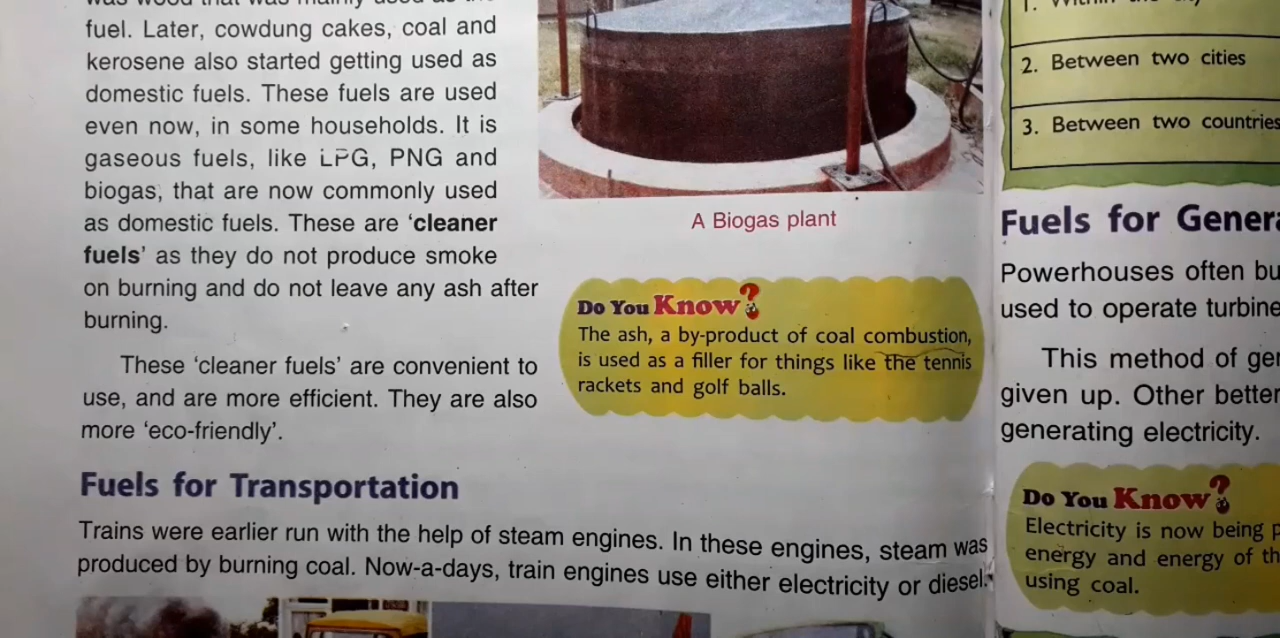 fuel. Later, cowdung cakes, coal and
kerosene also started getting used as
domestic fuels. These fuels are used
even now, in some households. It is
gaseous fuels, like LPG, PNG and
biogas, that are now commonly used
as domestic fuels. These are ‘cleaner
fuels’ as they do not produce smoke
on burning and do not leave any ash after
burning.
These ‘cleaner fuels’ are convenient to
use, and are more efficient. They are also
more ‘eco-friendly’.
A Biogas plant
Do You Know?
The ash, a by-product of coal combustion,
is used as a filler for things like the tennis
rackets and golf balls.
Fuels for Transportation
Trains were earlier run with the help of steam engines. In these engines, steam was
produced by burning coal. Now-a-days, train engines use either electricity or diesel.
2. Between two cities
3. Between two countries
Fuels for
Powerhouses often
used to operate
This method of
given up. Other better
generating electricity.
Do You Know?
Electricity is now being
energy and energy of
using coal.